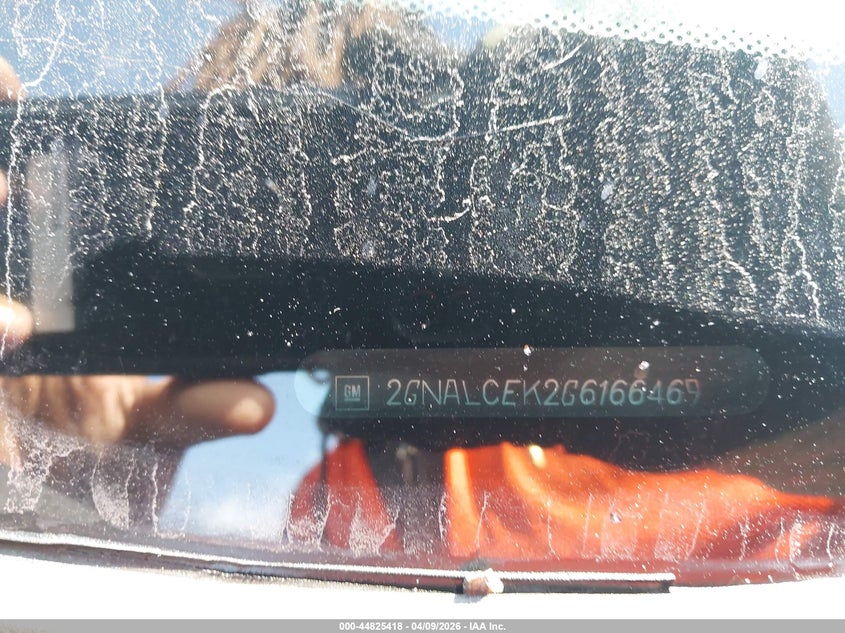 GM 2GNALCEK2G6166469
000-44825418 - 04/09/2026 - IAA Inc.